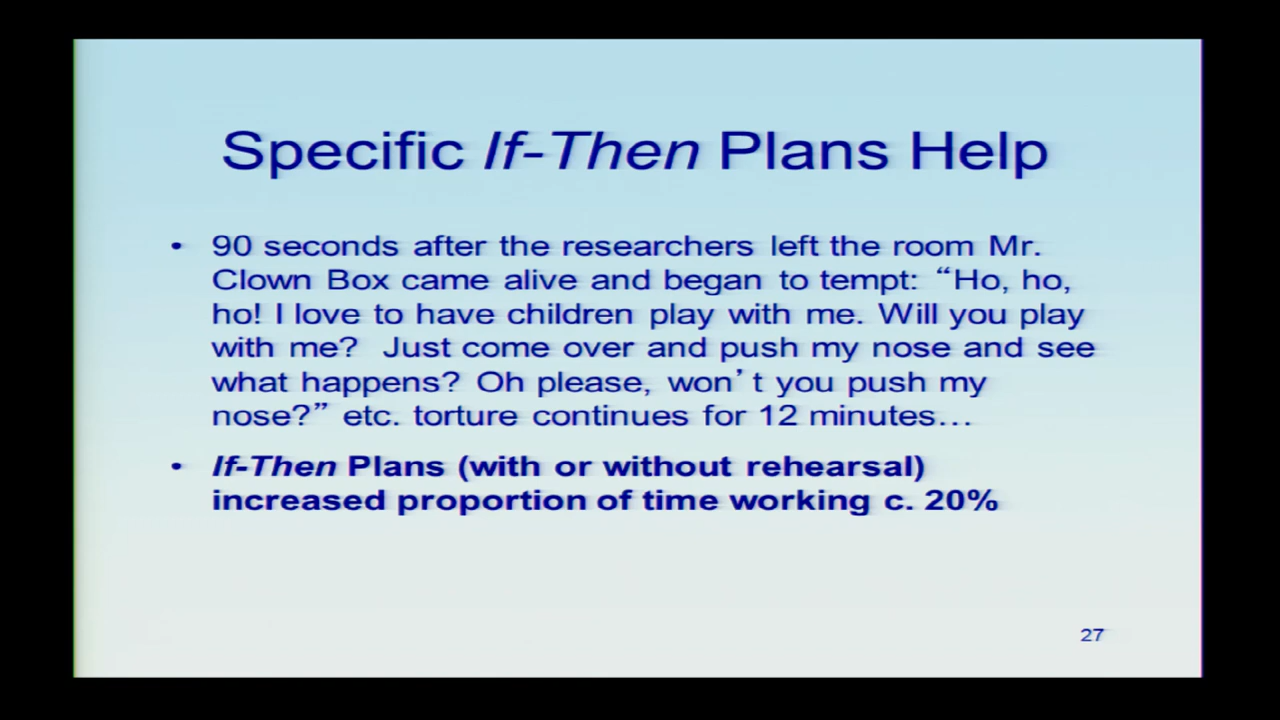 Specific If-Then Plans Help
• 90 seconds after the researchers left the room Mr.
Clown Box came alive and began to tempt: “Ho, ho,
ho! I love to have children play with me. Will you play
with me? Just come over and push my nose and see
what happens? Oh please, won’t you push my
nose?” etc. torture continues for 12 minutes…
• If-Then Plans (with or without rehearsal)
increased proportion of time working c. 20%
27